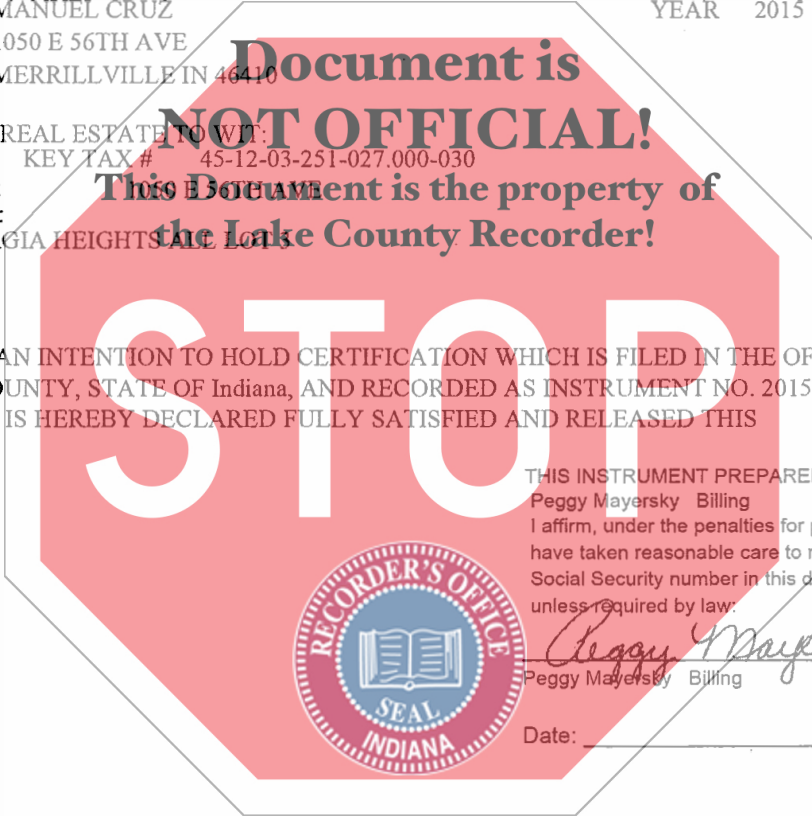 MANUEL CRUZ YEAR 2015
1050 E 56TH AVE
MERRILLVILLE IN 46410
Document is
NOT OFFICIAL!
REAL ESTATE TO WIT:
KEY TAX # 45-12-03-251-027.000-030
This Document is the property of
1050 E 56TH AVE
the Lake County Recorder!
GIA HEIGHTS ALL LOT 3
STOP
AN INTENTION TO HOLD CERTIFICATION WHICH IS FILED IN THE OF
OUNTY, STATE OF Indiana, AND RECORDED AS INSTRUMENT NO. 2015
IS HEREBY DECLARED FULLY SATISFIED AND RELEASED THIS
THIS INSTRUMENT PREPARE
Peggy Mayersky Billing
I affirm, under the penalties for
have taken reasonable care to
Social Security number in this d
unless required by law:
Peggy Maye
Peggy Mayersky Billing
Date:
RECORDER'S OFFICE
SEAL
INDIANA